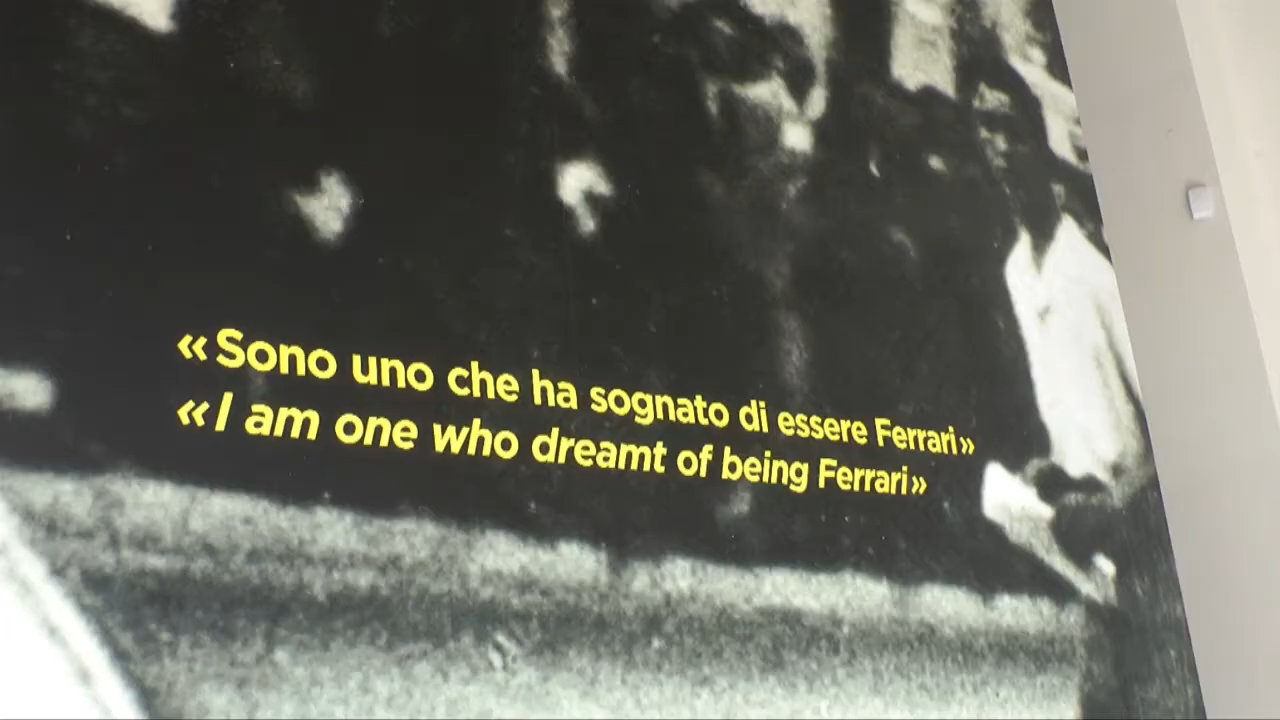 «Sono uno che ha sognato di essere Ferrari»
«I am one who dreamt of being Ferrari»